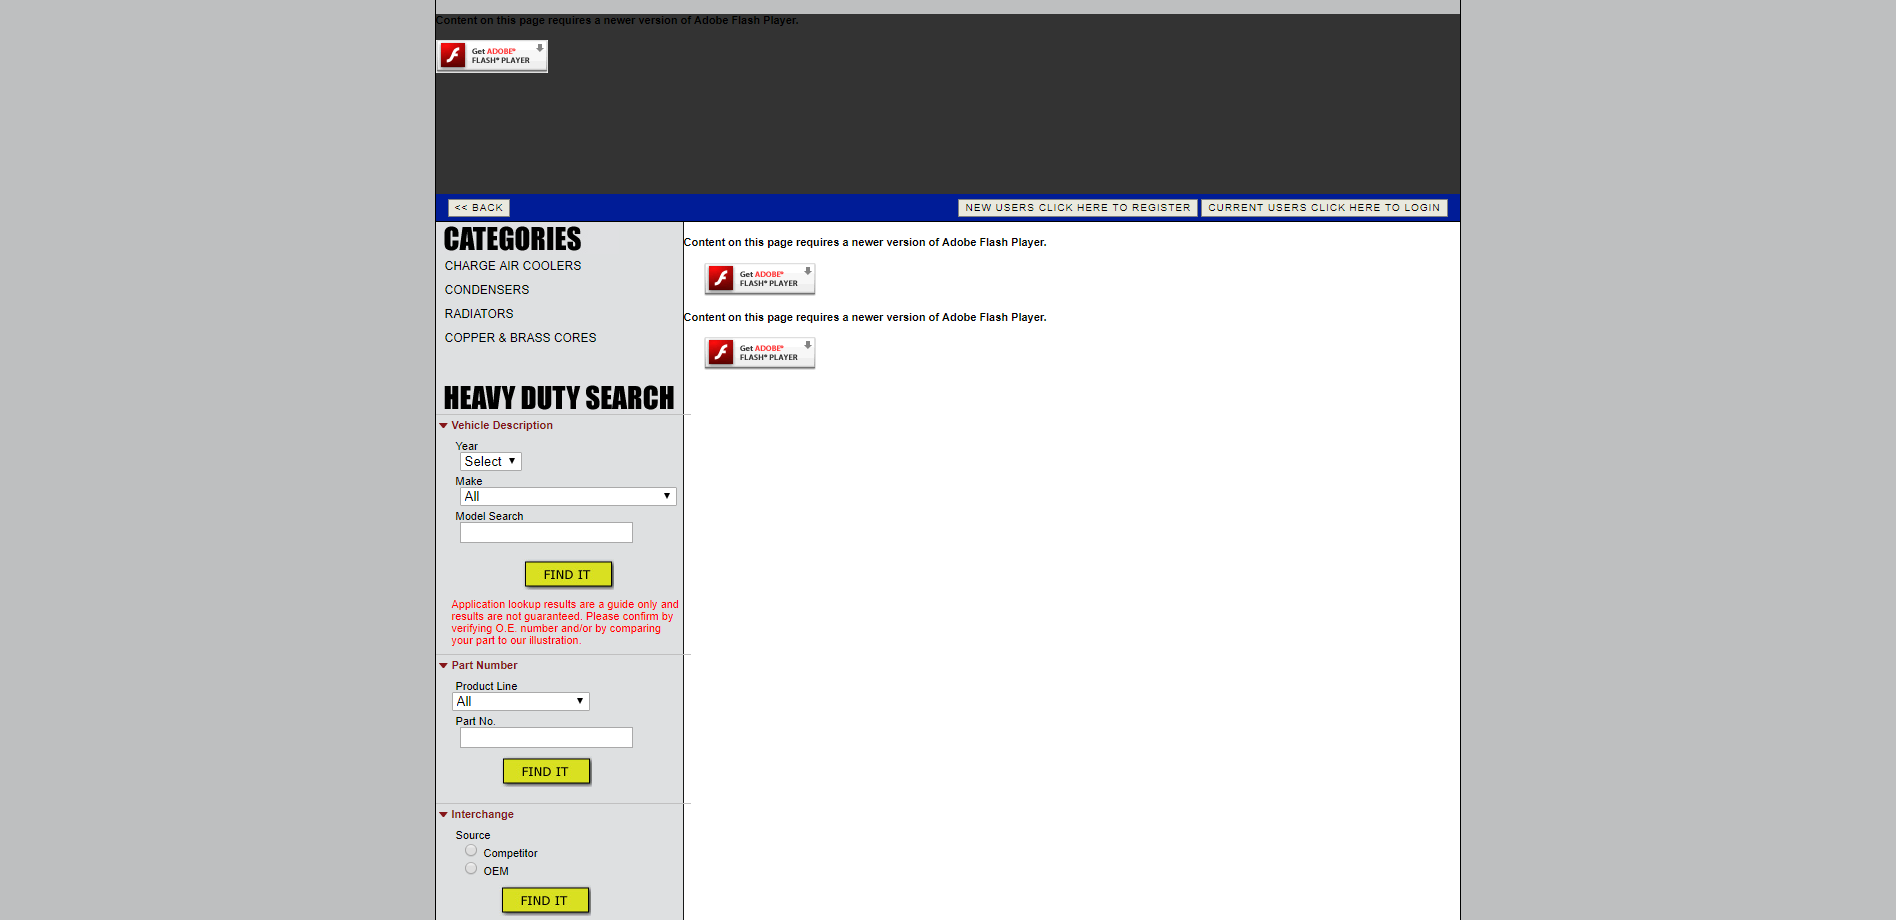 Content on this page requires a newer version of Adobe Flash Player.
Get ADOBE®
FLASH® PLAYER
<< BACK
NEW USERS CLICK HERE TO REGISTER
CURRENT USERS CLICK HERE TO LOGIN
CATEGORIES
CHARGE AIR COOLERS
CONDENSERS
RADIATORS
COPPER & BRASS CORES
HEAVY DUTY SEARCH
Vehicle Description
Year
Select
Make
All
Model Search
FIND IT
Application lookup results are a guide only and
results are not guaranteed. Please confirm by
verifying O.E. number and/or by comparing
your part to our illustration.
Part Number
Product Line
All
Part No.
FIND IT
Interchange
Source
Competitor
OEM
FIND IT
Content on this page requires a newer version of Adobe Flash Player.
Get ADOBE®
FLASH® PLAYER
Content on this page requires a newer version of Adobe Flash Player.
Get ADOBE®
FLASH® PLAYER